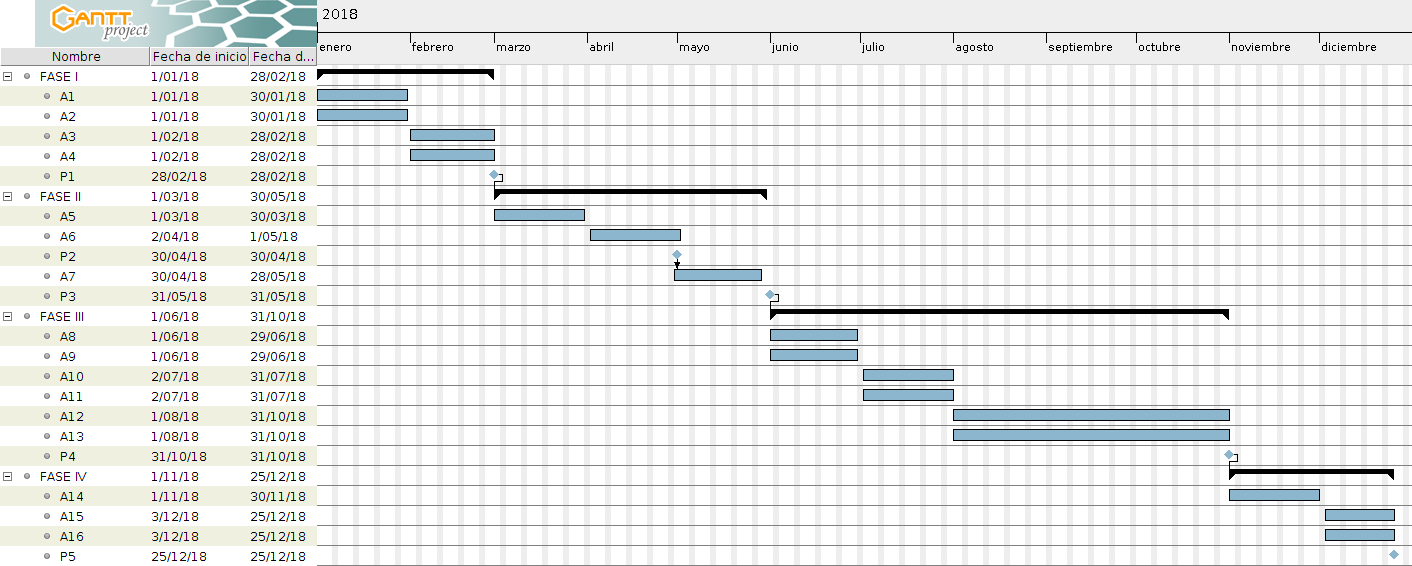 GANTT
project
2018
enero febrero marzo abril mayo junio julio agosto septiembre octubre noviembre diciembre
Nombre Fecha de inicio Fecha d...
FASE I 1/01/18 28/02/18
A1 1/01/18 30/01/18
A2 1/01/18 30/01/18
A3 1/02/18 28/02/18
A4 1/02/18 28/02/18
P1 28/02/18 28/02/18
FASE II 1/03/18 30/05/18
A5 1/03/18 30/03/18
A6 2/04/18 1/05/18
P2 30/04/18 30/04/18
A7 30/04/18 28/05/18
P3 31/05/18 31/05/18
FASE III 1/06/18 31/10/18
A8 1/06/18 29/06/18
A9 1/06/18 29/06/18
A10 2/07/18 31/07/18
A11 2/07/18 31/07/18
A12 1/08/18 31/10/18
A13 1/08/18 31/10/18
P4 31/10/18 31/10/18
FASE IV 1/11/18 25/12/18
A14 1/11/18 30/11/18
A15 3/12/18 25/12/18
A16 3/12/18 25/12/18
P5 25/12/18 25/12/18